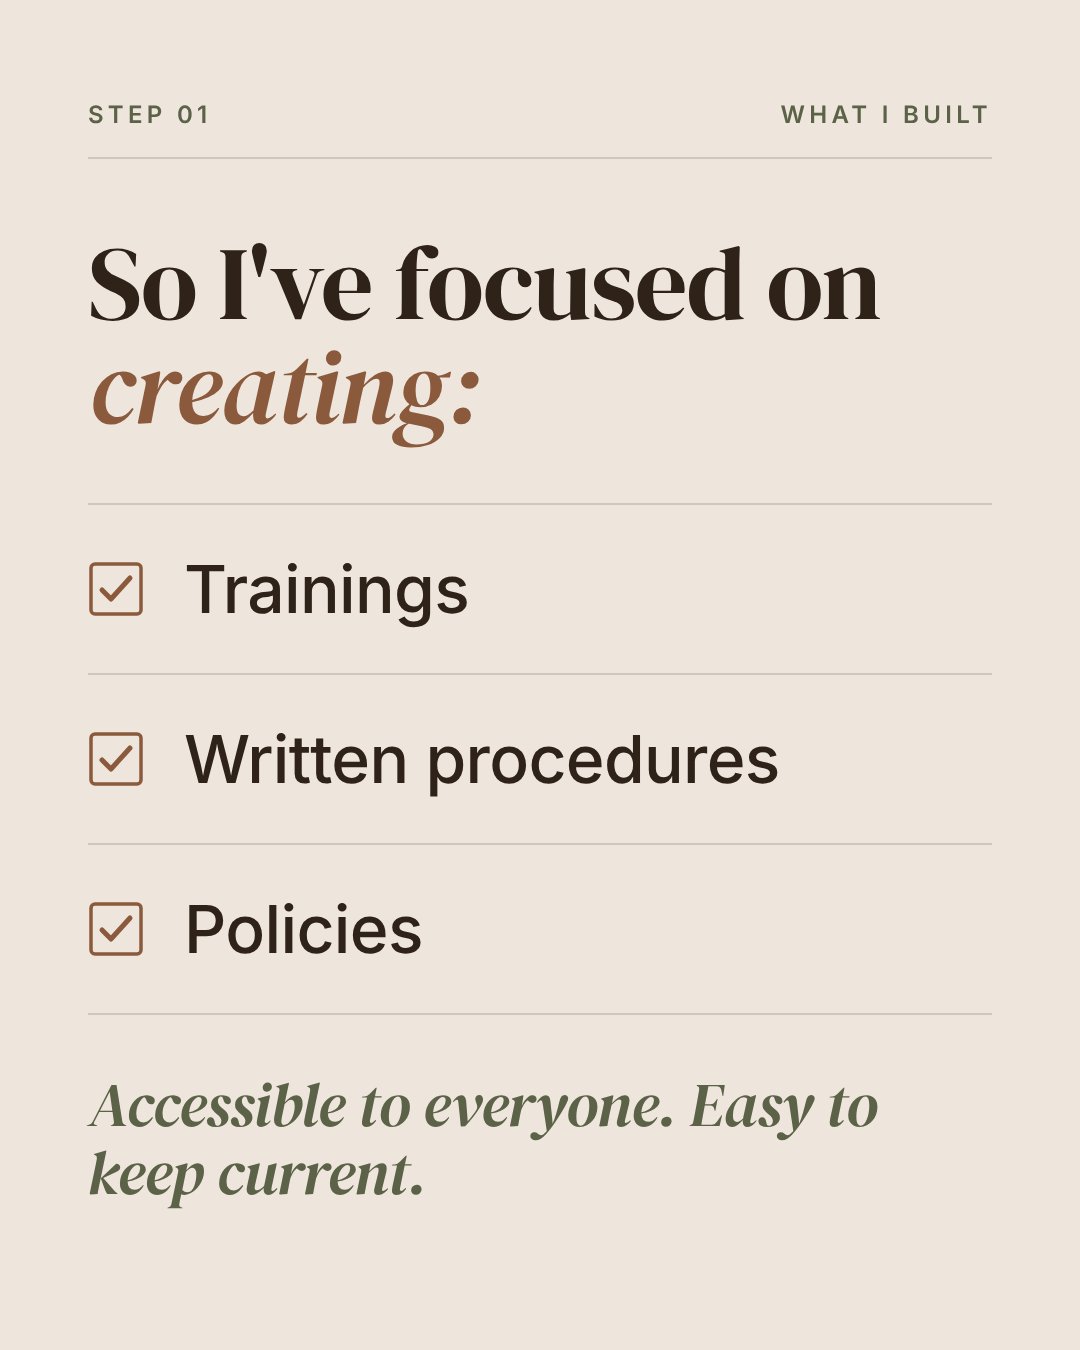 STEP 01
WHAT I BUILT
So I've focused on
creating:
Trainings
Written procedures
Policies
Accessible to everyone. Easy to
keep current.